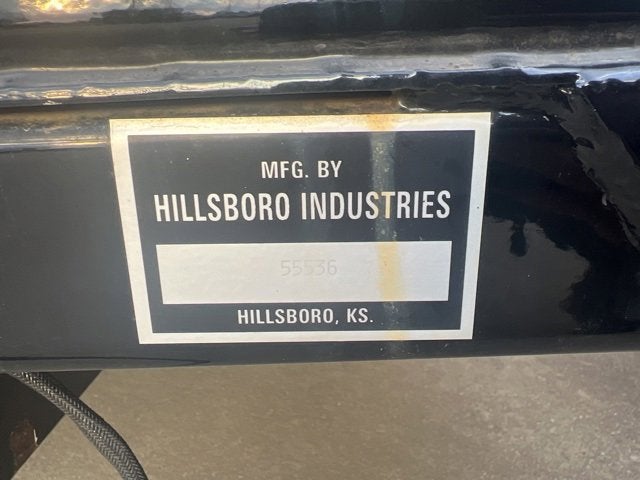 MFG. BY
HILLSBORO INDUSTRIES
55536
HILLSBORO, KS.